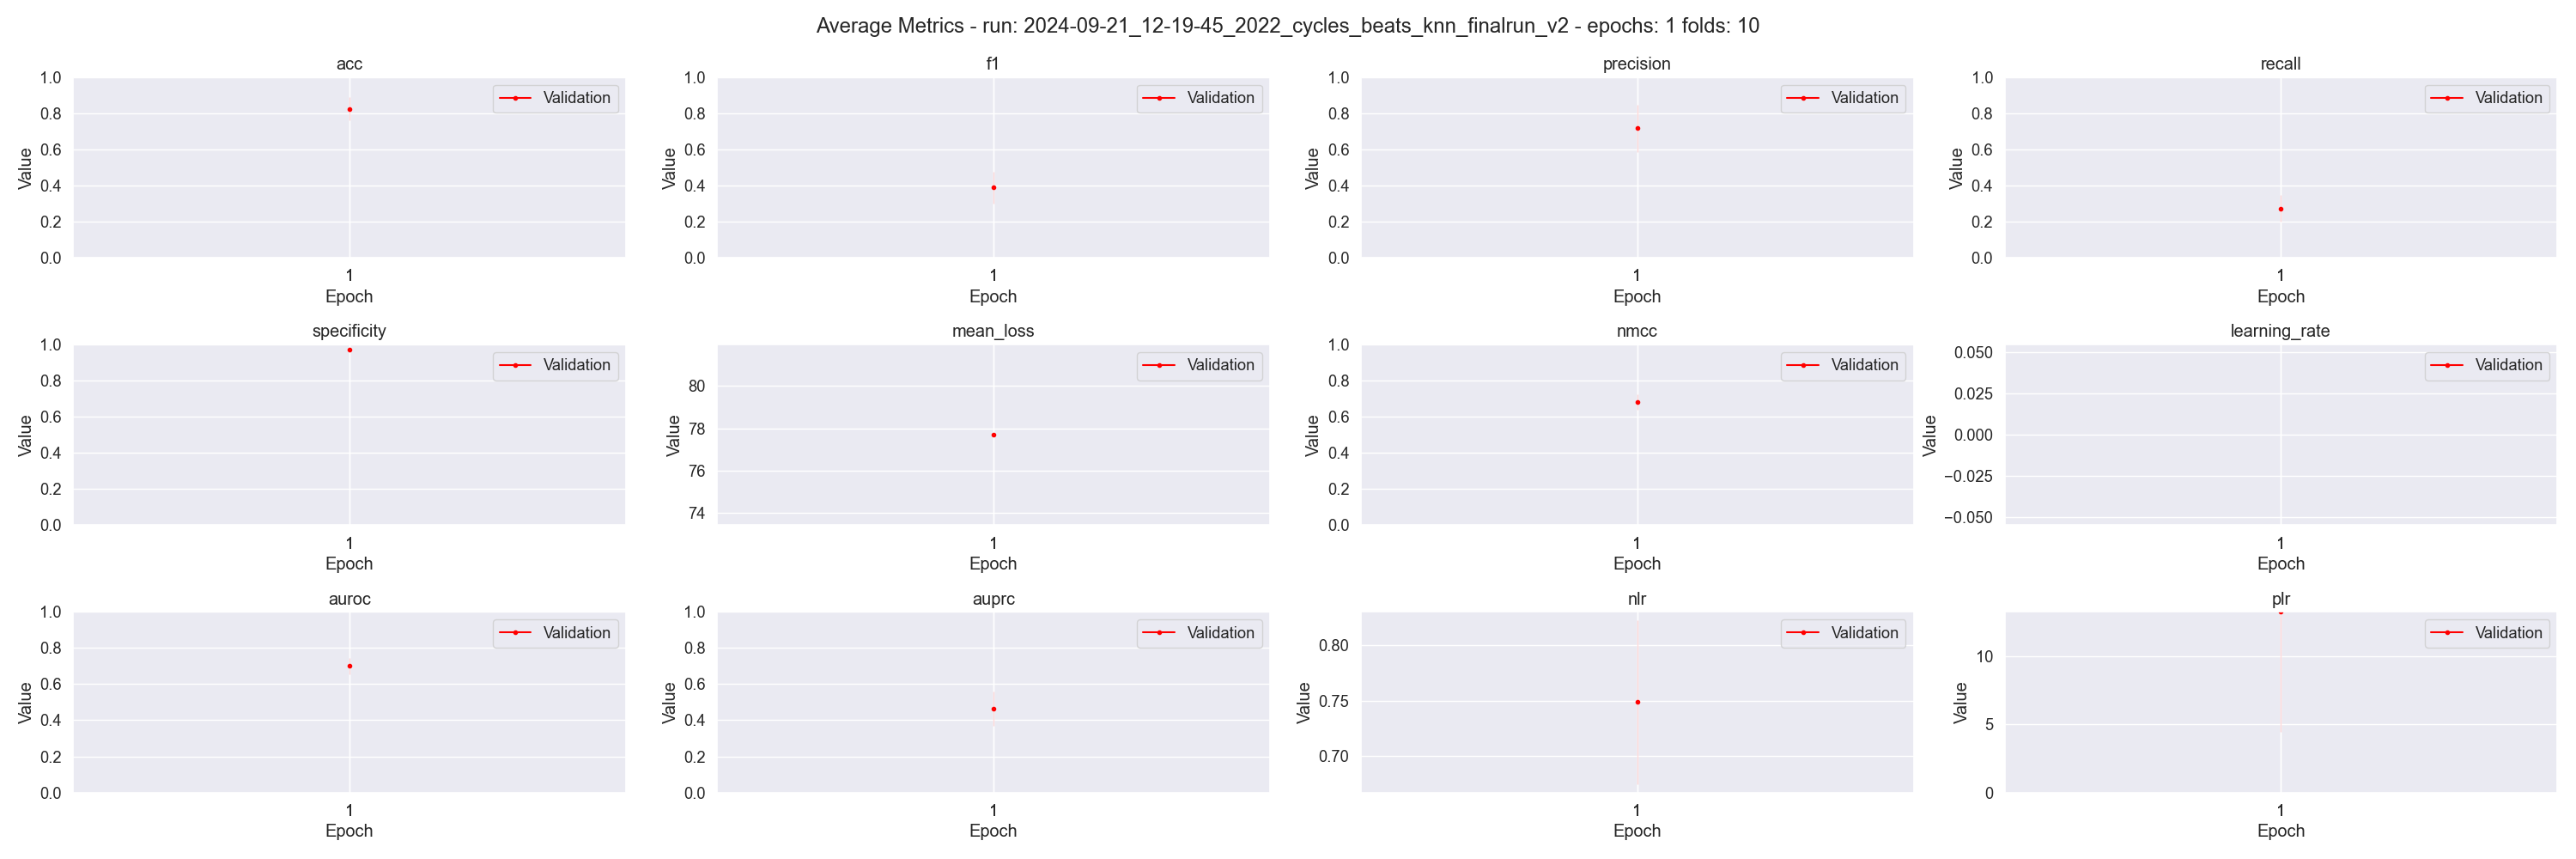 Average Metrics - run: 2024-09-21_12-19-45_2022_cycles_beats_knn_finalrun_v2 - epochs: 1 folds: 10
acc
1.0
0.8
0.6
0.4
0.2
0.0
Value
Validation
1
Epoch
f1
1.0
0.8
0.6
0.4
0.2
0.0
Value
Validation
1
Epoch
precision
1.0
0.8
0.6
0.4
0.2
0.0
Value
Validation
1
Epoch
recall
1.0
0.8
0.6
0.4
0.2
0.0
Value
Validation
1
Epoch
specificity
1.0
0.8
0.6
0.4
0.2
0.0
Value
Validation
1
Epoch
mean_loss
80
78
76
74
Value
Validation
1
Epoch
nmcc
1.0
0.8
0.6
0.4
0.2
0.0
Value
Validation
1
Epoch
learning_rate
0.050
0.025
0.000
−0.025
−0.050
Value
Validation
1
Epoch
auroc
1.0
0.8
0.6
0.4
0.2
0.0
Value
Validation
1
Epoch
auprc
1.0
0.8
0.6
0.4
0.2
0.0
Value
Validation
1
Epoch
nlr
0.80
0.75
0.70
Value
Validation
1
Epoch
plr
10
5
0
Value
Validation
1
Epoch